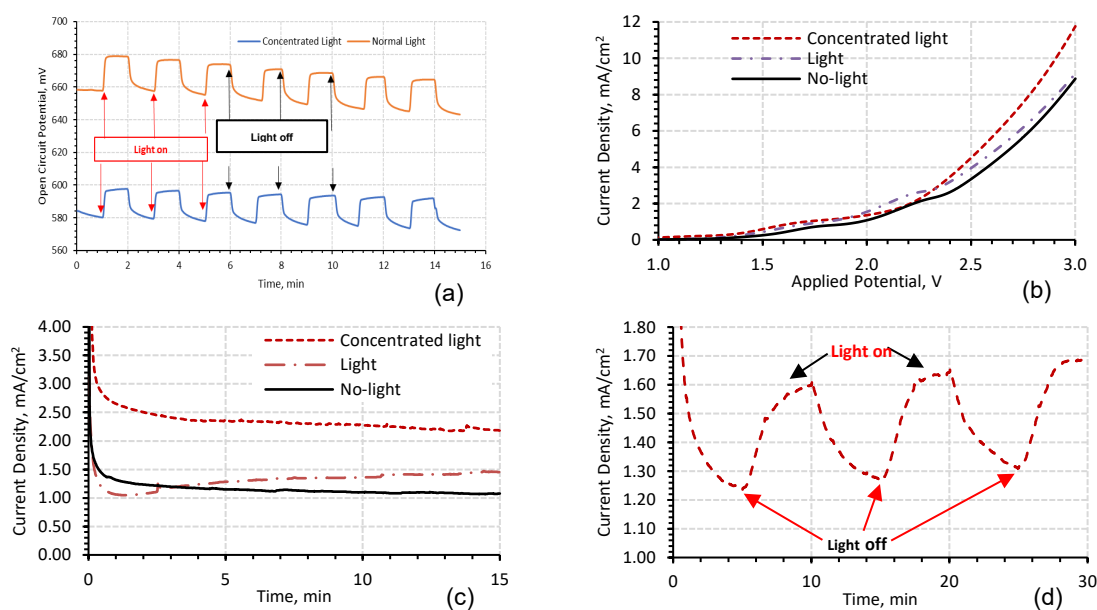 Concentrated Light
Normal Light
Open Circuit Potential, mV
700
680
660
640
620
600
580
560
Light on
Light off
0 2 4 6 8 10 12 14 16
Time, min
(a)
Current Density, mA/cm²
12
10
8
6
4
2
0
Concentrated light
Light
No-light
1.0 1.5 2.0 2.5 3.0
Applied Potential, V
(b)
Current Density, mA/cm²
4.00
3.50
3.00
2.50
2.00
1.50
1.00
0.50
0.00
Concentrated light
Light
No-light
0 5 10 15
Time, min
(c)
Current Density, mA/cm²
1.80
1.70
1.60
1.50
1.40
1.30
1.20
1.10
1.00
Light on
Light off
0 10 20 30
Time, min
(d)